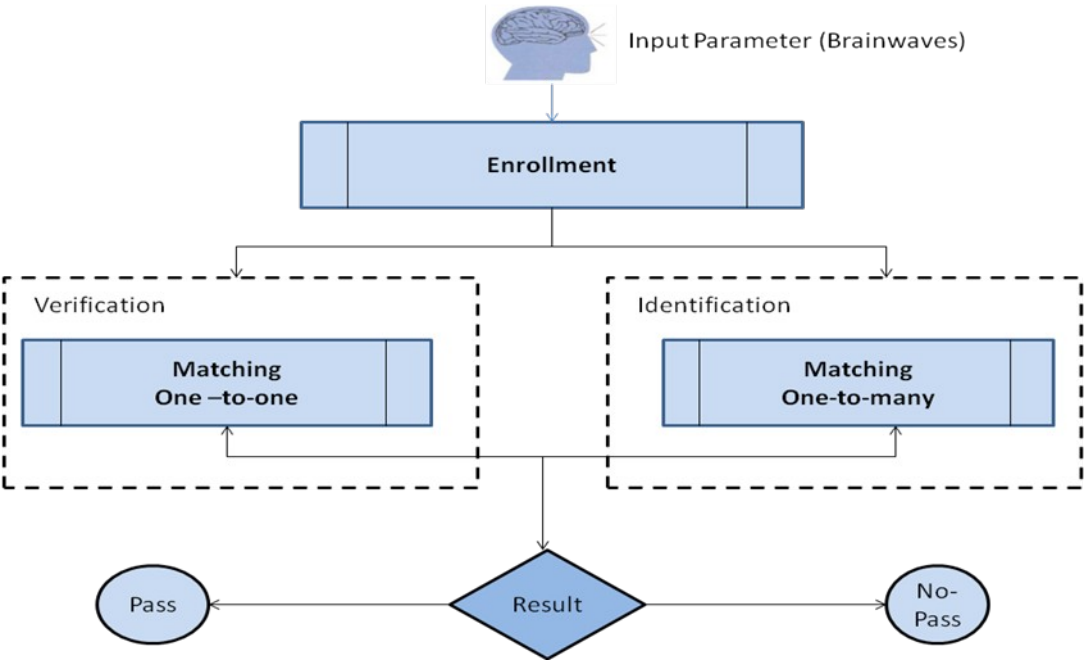 Input Parameter (Brainwaves)
Enrollment
Verification
Matching
One –to-one
Identification
Matching
One-to-many
Pass
Result
No-
Pass